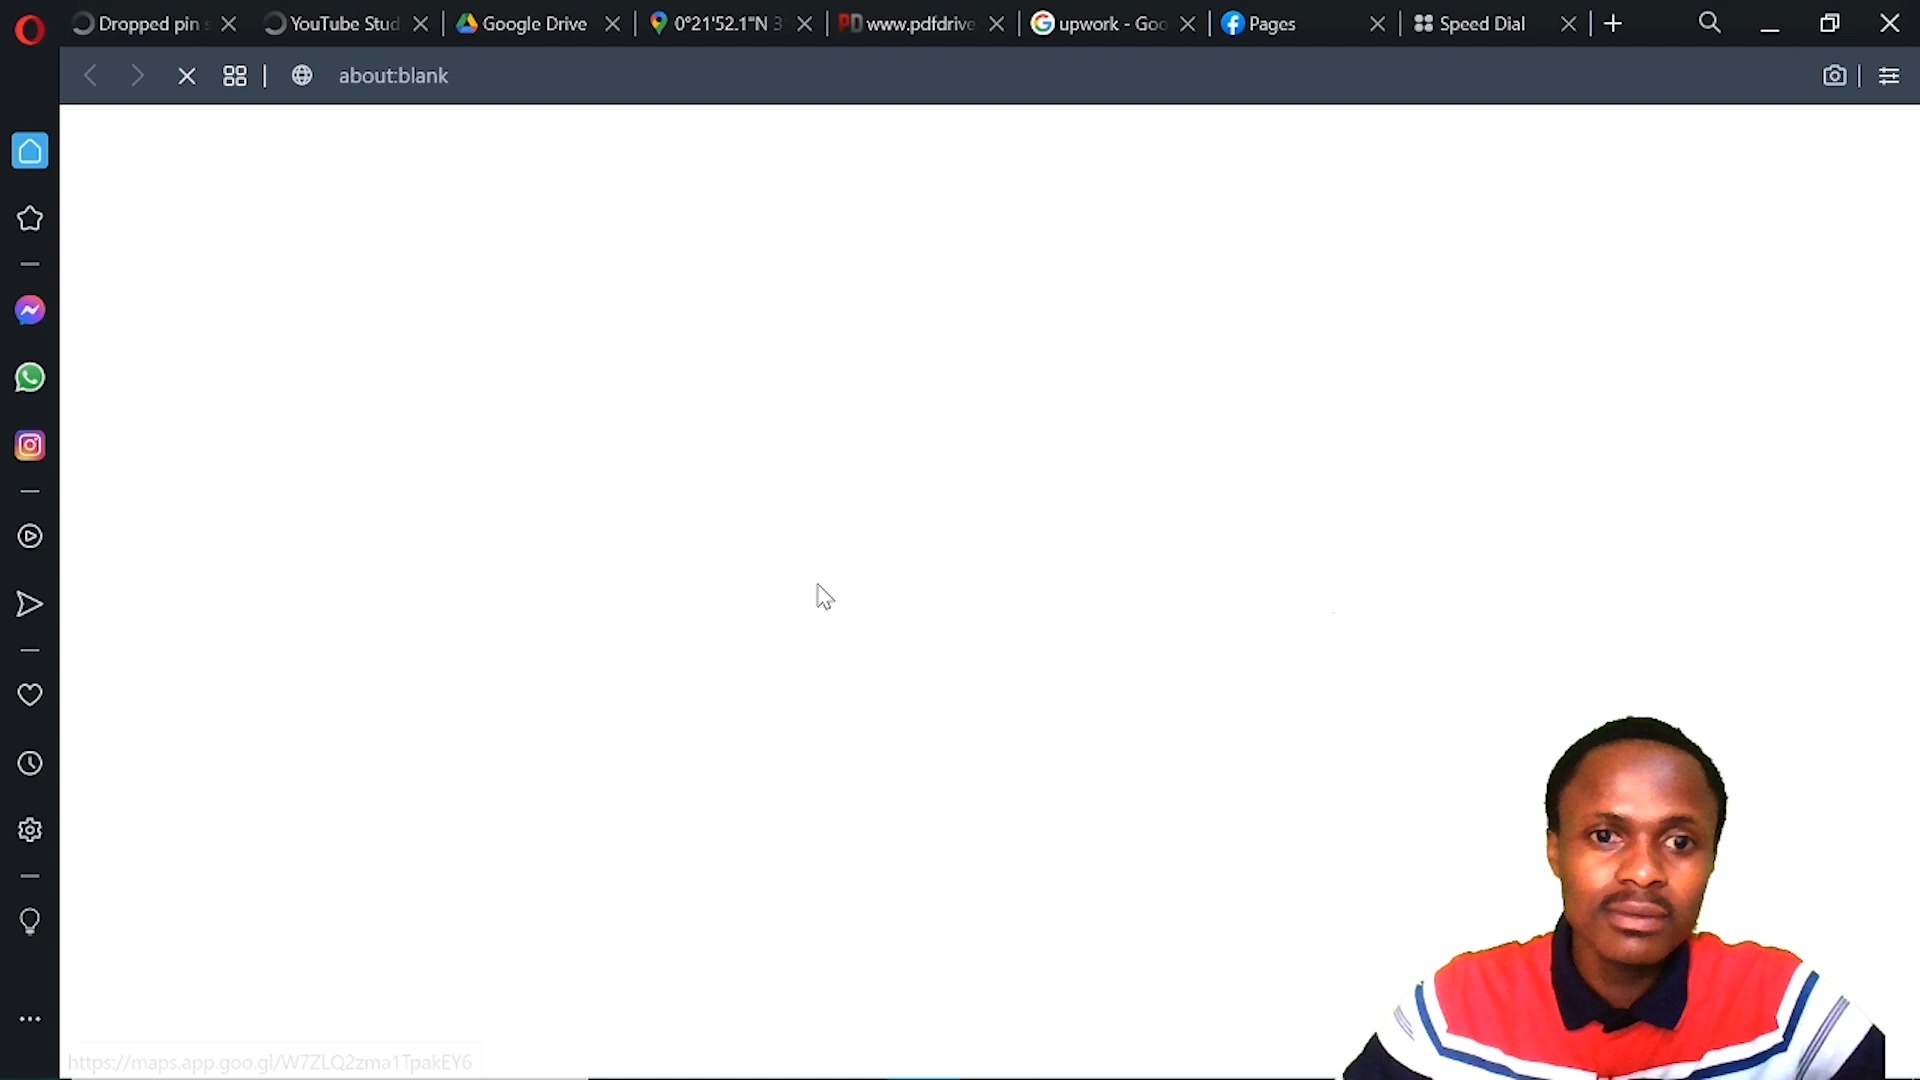 Dropped pin
YouTube Stud
Google Drive
0°21'52.1"N 3
PD www.pdfdrive
upwork - Goo
Pages
Speed Dial
about:blank
https://maps.app.goo.gl/W7ZLQ2zma1TpakEY6